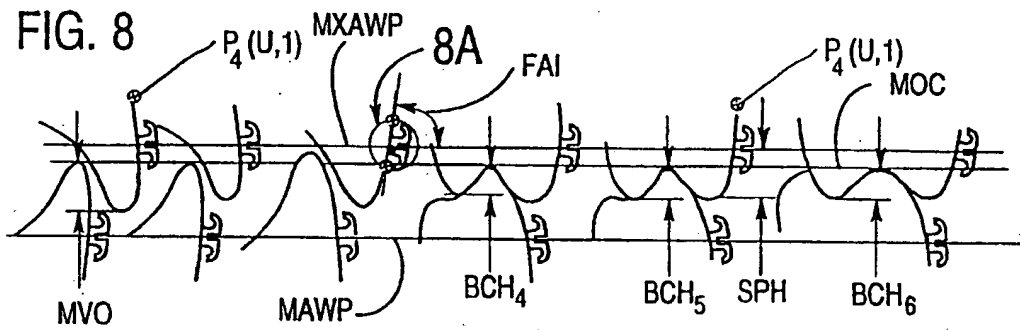 FIG. 8
P₄(U,1)
MXAWP
8A
FAI
P₄(U,1)
MOC
MVO
MAWP
BCH₄
BCH₅
SPH
BCH₆